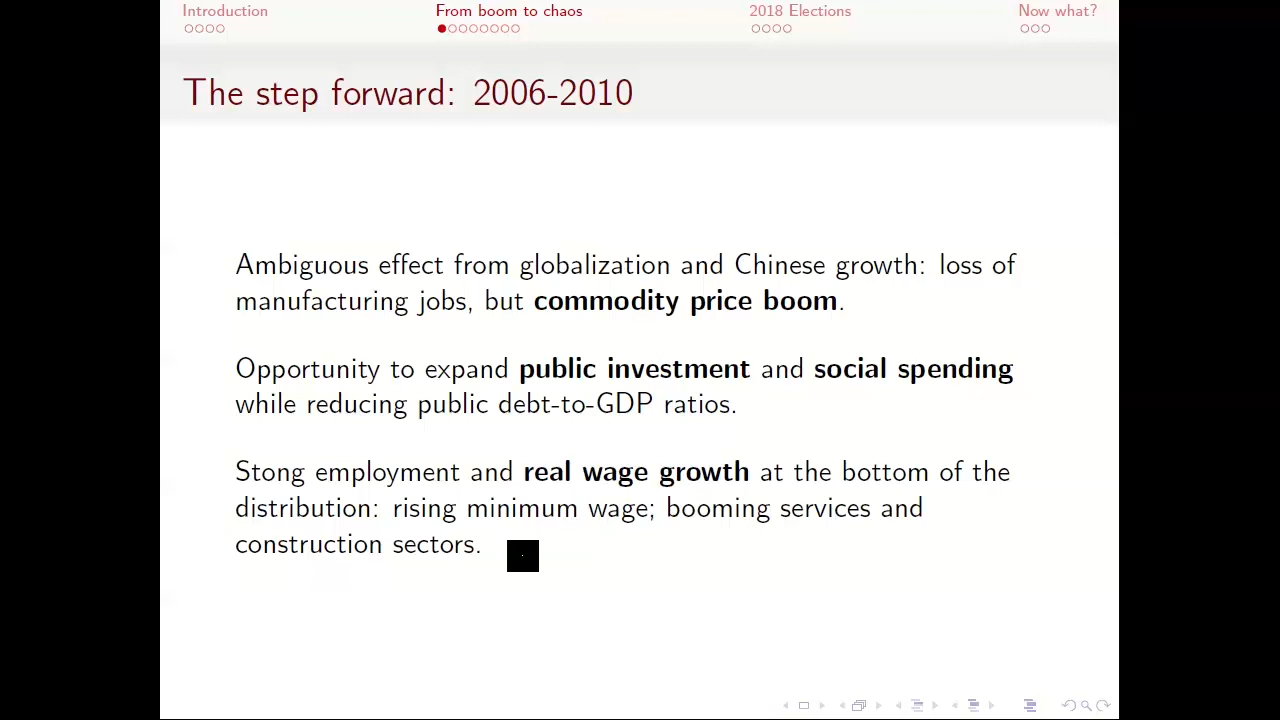 Introduction From boom to chaos 2018 Elections Now what?
The step forward: 2006-2010
Ambiguous effect from globalization and Chinese growth: loss of
manufacturing jobs, but commodity price boom.
Opportunity to expand public investment and social spending
while reducing public debt-to-GDP ratios.
Stong employment and real wage growth at the bottom of the
distribution: rising minimum wage; booming services and
construction sectors.